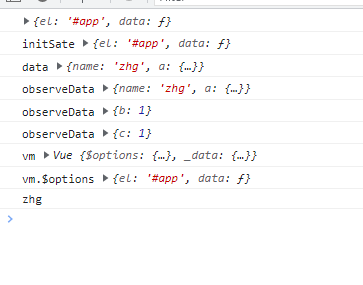 ▶{el: '#app', data: ƒ}
initSate ▶{el: '#app', data: ƒ}
data ▶{name: 'zhg', a: {…}}
observeData ▶{name: 'zhg', a: {…}}
observeData ▶{b: 1}
observeData ▶{c: 1}
vm ▶Vue {$options: {…}, _data: {…}}
vm.$options ▶{el: '#app', data: ƒ}
zhg
>